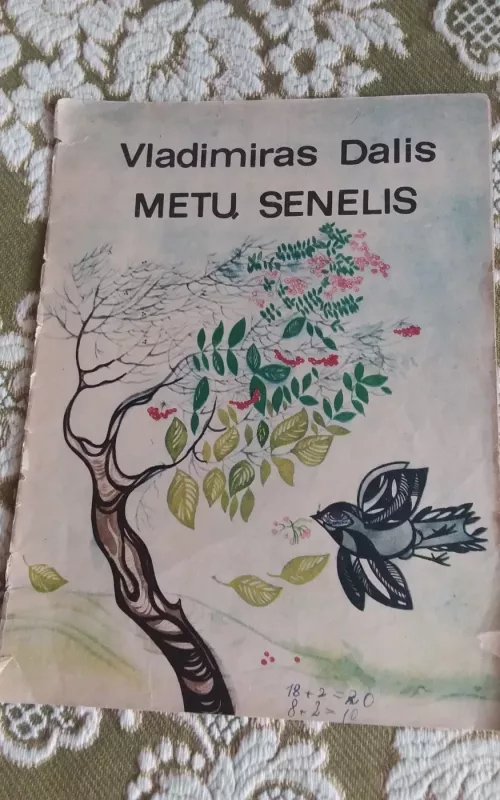 Vladimiras Dalis
METŲ SENELIS
18 + 2 = 20
8 + 2 = 10